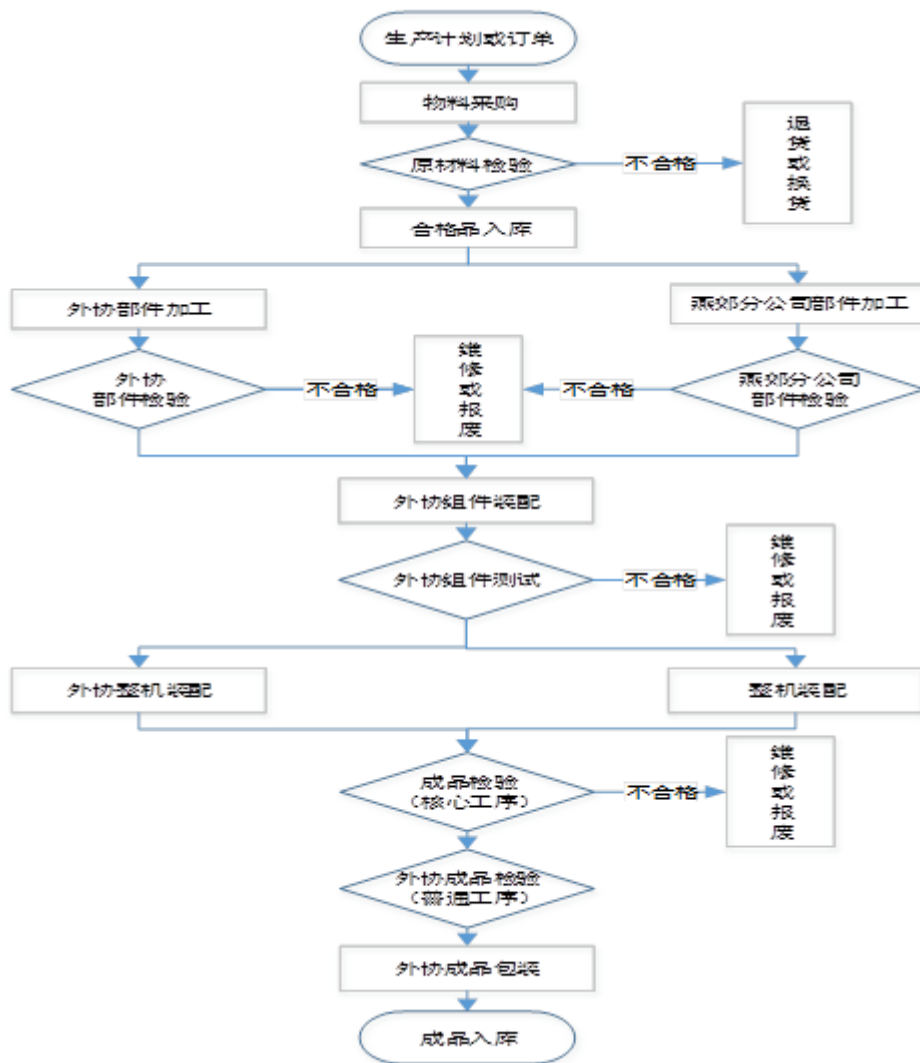 生产计划或订单
物料采购
原材料检验
不合格
退货或换货
合格品入库
外协部件加工
燕郊分公司部件加工
外协
部件检验
不合格
维修或报废
不合格
燕郊分公司
部件检验
外协组件装配
外协组件测试
不合格
维修或报废
外协整机装配
整机装配
成品检验
(核心工序)
不合格
维修或报废
外协成品检验
(普通工序)
外协成品包装
成品入库